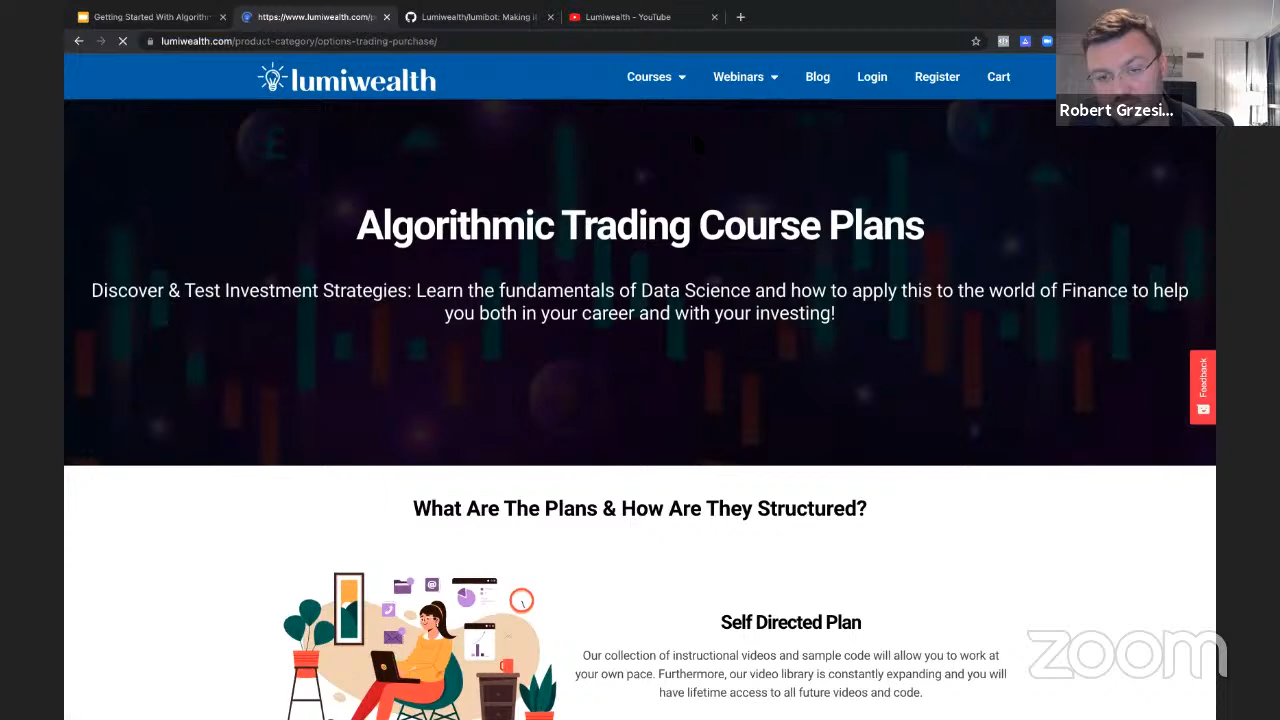 Getting Started With Algorithm
https://www.lumiwealth.com/p
Lumiwealth/lumibot: Making it
Lumiwealth - YouTube
lumiwealth.com/product-category/options-trading-purchase/
lumiwealth
Courses
Webinars
Blog
Login
Register
Cart
Robert Grzesi...
Algorithmic Trading Course Plans
Discover & Test Investment Strategies: Learn the fundamentals of Data Science and how to apply this to the world of Finance to help
you both in your career and with your investing!
Feedback
What Are The Plans & How Are They Structured?
Self Directed Plan
Our collection of instructional videos and sample code will allow you to work at
your own pace. Furthermore, our video library is constantly expanding and you will
have lifetime access to all future videos and code.
zoom